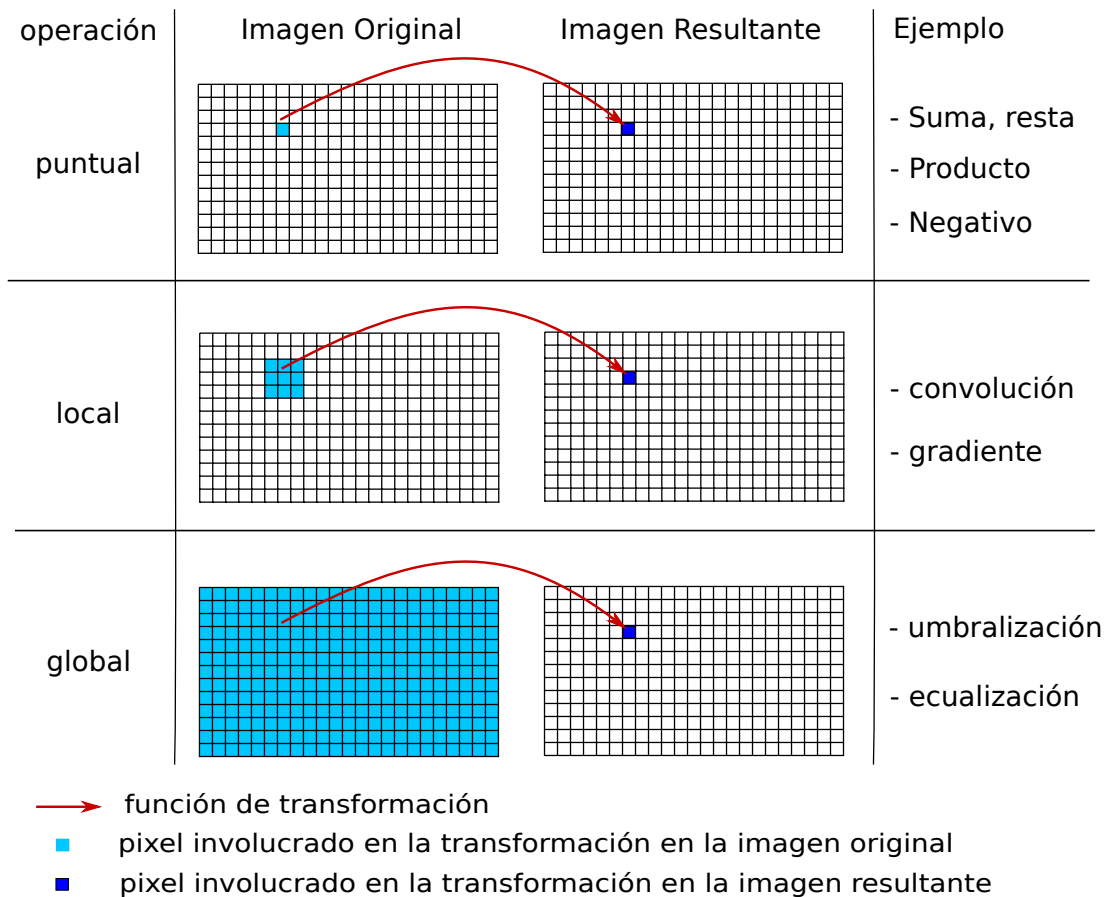 operación
Imagen Original
Imagen Resultante
Ejemplo
puntual
- Suma, resta
- Producto
- Negativo
local
- convolución
- gradiente
global
- umbralización
- ecualización
función de transformación
pixel involucrado en la transformación en la imagen original
pixel involucrado en la transformación en la imagen resultante